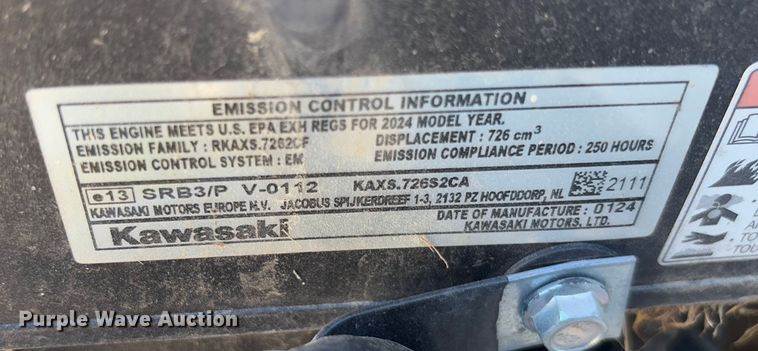 EMISSION CONTROL INFORMATION
THIS ENGINE MEETS U.S. EPA EXH REGS FOR 2024 MODEL YEAR.
EMISSION FAMILY : RKAXS.7262CF DISPLACEMENT : 726 cm³
EMISSION CONTROL SYSTEM : EM EMISSION COMPLIANCE PERIOD : 250 HOURS
e13 SRB3/P V-0112 KAXS.726S2CA 2111
KAWASAKI MOTORS EUROPE N.V. JACOBUS SPIJKERDREEF 1-3, 2132 PZ HOOFDDORP, NL
DATE OF MANUFACTURE : 0124
Kawasaki KAWASAKI MOTORS, LTD.
Purple Wave Auction